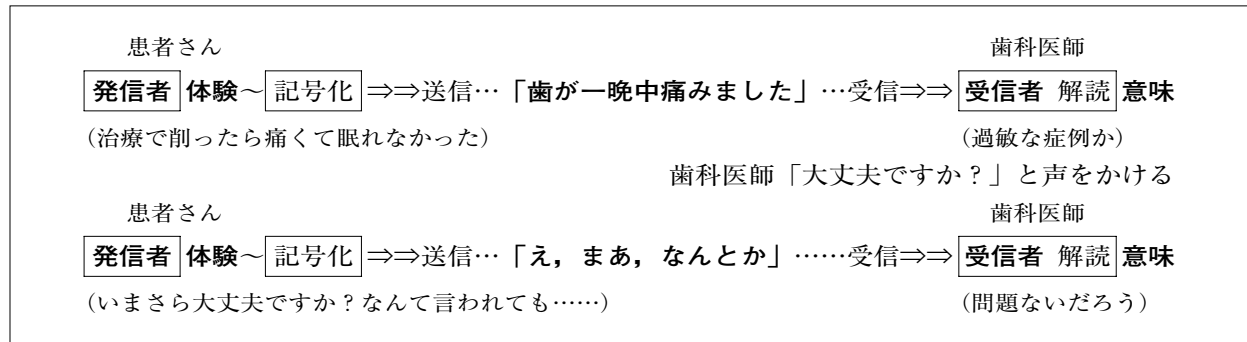 患者さん 歯科医師
発信者 体験～記号化⇒⇒送信…「歯が一晩中痛みました」…受信⇒⇒受信者 解読 意味
（治療で削ったら痛くて眠れなかった） （過敏な症例か）
歯科医師「大丈夫ですか？」と声をかける
患者さん 歯科医師
発信者 体験～記号化⇒⇒送信…「え，まあ，なんとか」……受信⇒⇒受信者 解読 意味
（いまさら大丈夫ですか？なんて言われても……） （問題ないだろう）